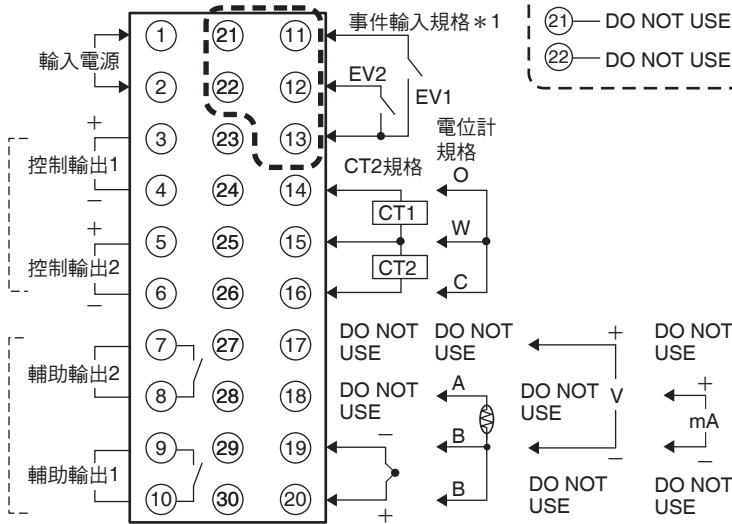 事件輸入規格＊1
21 DO NOT USE
22 DO NOT USE
輸入電源
1 21 11
2 22 12
EV2
EV1
+
控制輸出1
−
3 23 13
4 24 14
CT2規格
電位計
規格
CT1
CT2
O
W
C
+
控制輸出2
−
5 25 15
6 26 16
輔助輸出2
7 27 17
8 28 18
DO NOT
USE
DO NOT
USE
+
V
−
DO NOT
USE
DO NOT
USE
A
B
B
DO NOT
USE
+
mA
−
輔助輸出1
9 29 19
10 30 20
−
+
DO NOT
USE
DO NOT
USE